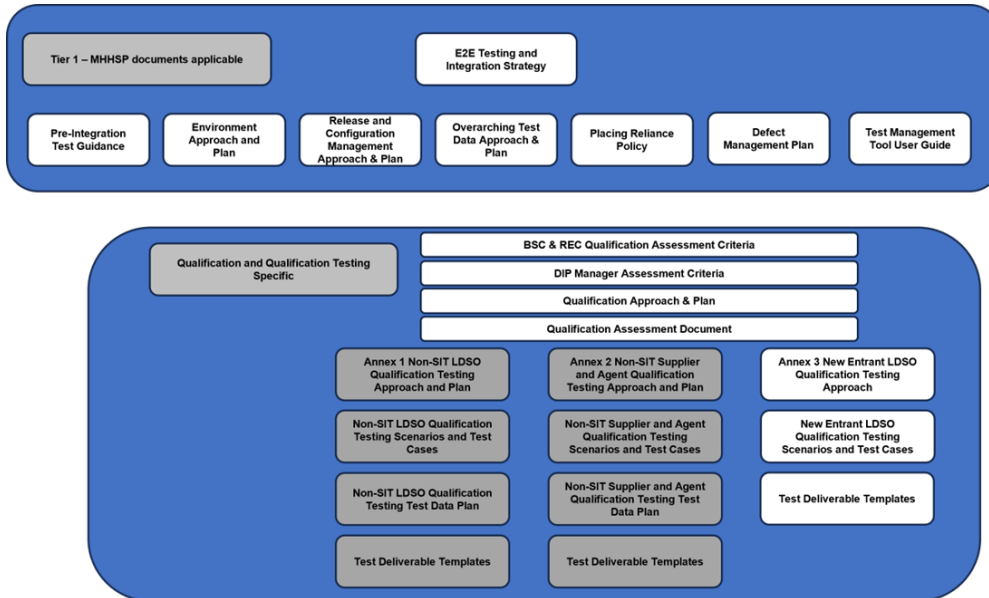 Tier 1 – MHHSP documents applicable
E2E Testing and
Integration Strategy
Pre-Integration
Test Guidance
Environment
Approach and
Plan
Release and
Configuration
Management
Approach & Plan
Overarching Test
Data Approach &
Plan
Placing Reliance
Policy
Defect
Management Plan
Test Management
Tool User Guide
Qualification and Qualification Testing
Specific
BSC & REC Qualification Assessment Criteria
DIP Manager Assessment Criteria
Qualification Approach & Plan
Qualification Assessment Document
Annex 1 Non-SIT LDSO
Qualification Testing
Approach and Plan
Annex 2 Non-SIT Supplier
and Agent Qualification
Testing Approach and Plan
Annex 3 New Entrant LDSO
Qualification Testing
Approach
Non-SIT LDSO Qualification
Testing Scenarios and Test
Cases
Non-SIT Supplier and Agent
Qualification Testing
Scenarios and Test Cases
New Entrant LDSO
Qualification Testing
Scenarios and Test Cases
Non-SIT LDSO Qualification
Testing Test Data Plan
Non-SIT Supplier and Agent
Qualification Testing Test
Data Plan
Test Deliverable Templates
Test Deliverable Templates
Test Deliverable Templates